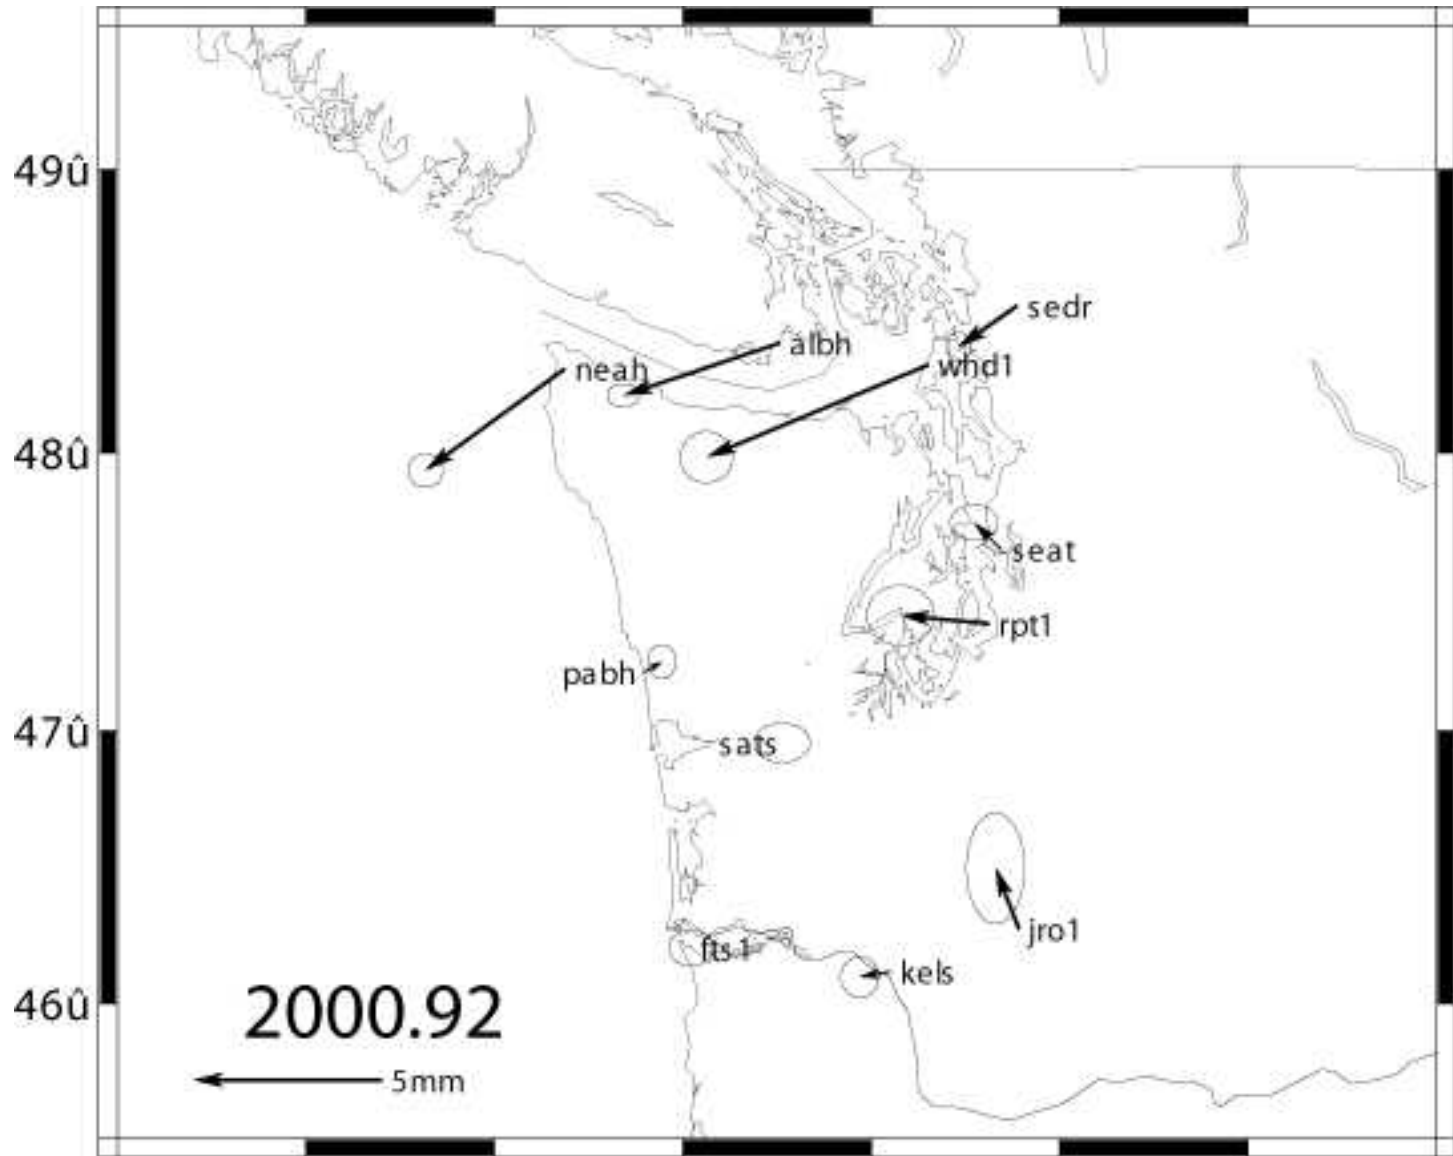 49û
sedr
albh
whd1
neah
48û
seat
rpt1
pabh
47û
sats
jro1
fts1
kels
46û
2000.92
5mm